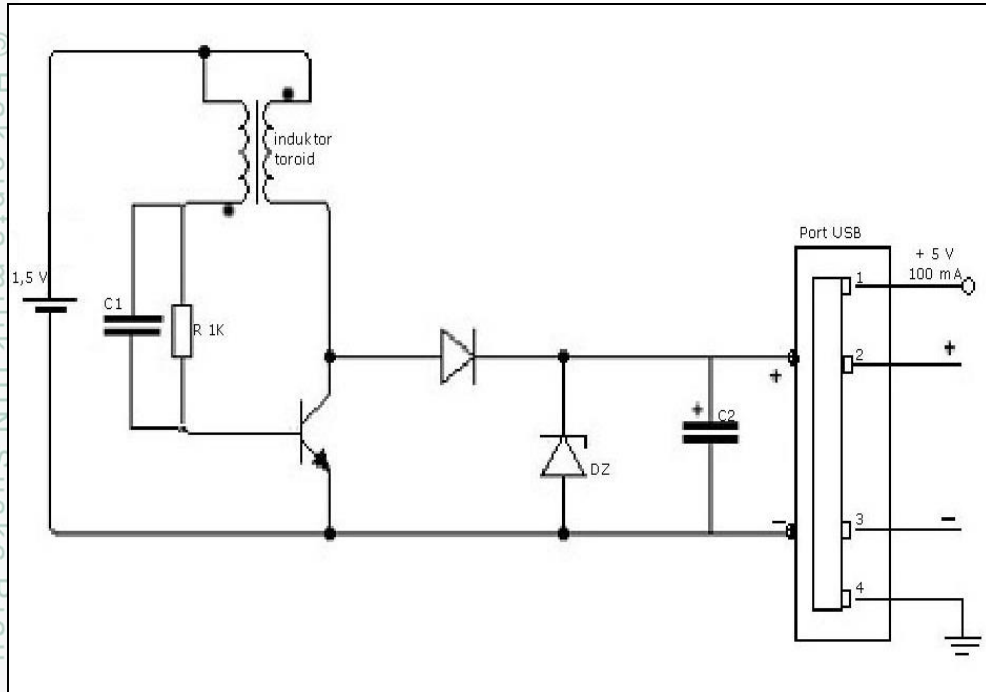 induktor
toroid
1,5 V
C1
R 1K
DZ
C2
+
+
-
Port USB
+ 5 V
100 mA
1
2
+
3
-
4